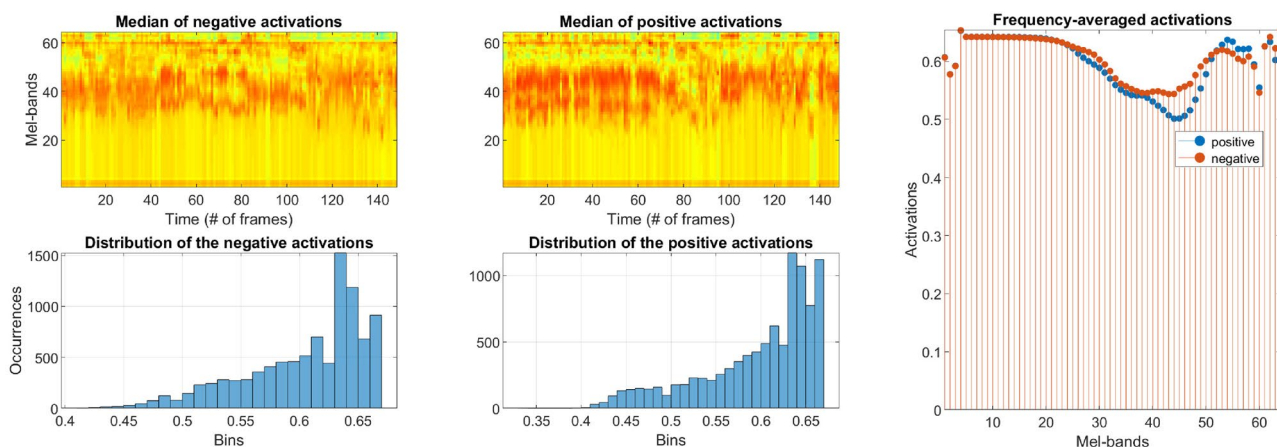 Median of negative activations
60
40
20
Mel-bands
20 40 60 80 100 120 140
Time (# of frames)
Median of positive activations
60
40
20
20 40 60 80 100 120 140
Time (# of frames)
Frequency-averaged activations
0.6
0.5
0.4
0.3
0.2
0.1
0
Activations
positive
negative
10 20 30 40 50 60
Mel-bands
Distribution of the negative activations
1500
1000
500
0
Occurrences
0.4 0.45 0.5 0.55 0.6 0.65
Bins
Distribution of the positive activations
1000
500
0
0.35 0.4 0.45 0.5 0.55 0.6 0.65
Bins